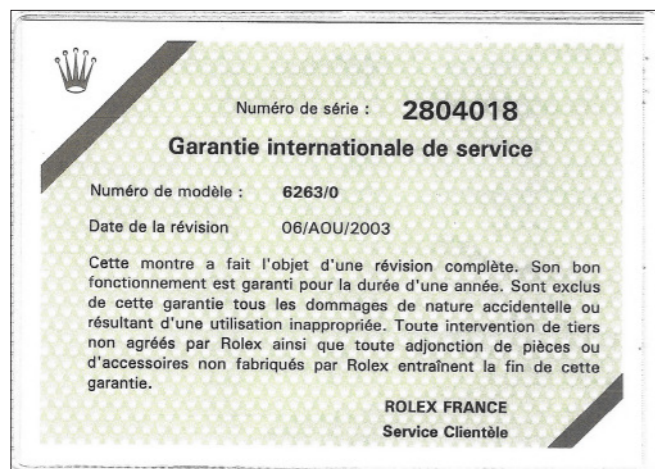 Numéro de série : 2804018
Garantie internationale de service
Numéro de modèle : 6263/0
Date de la révision 06/AOU/2003
Cette montre a fait l'objet d'une révision complète. Son bon
fonctionnement est garanti pour la durée d'une année. Sont exclus
de cette garantie tous les dommages de nature accidentelle ou
résultant d'une utilisation inappropriée. Toute intervention de tiers
non agréés par Rolex ainsi que toute adjonction de pièces ou
d'accessoires non fabriqués par Rolex entraînent la fin de cette
garantie.
ROLEX FRANCE
Service Clientèle